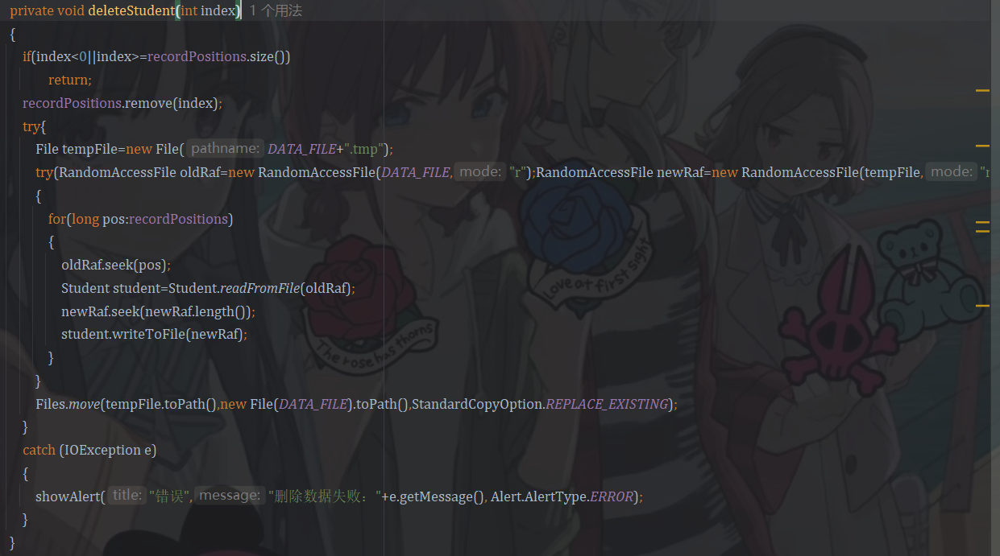 private void deleteStudent(int index) 1 个用法
{
if(index<0||index>=recordPositions.size())
return;
recordPositions.remove(index);
try{
File tempFile=new File( pathname: DATA_FILE+".tmp");
try(RandomAccessFile oldRaf=new RandomAccessFile(DATA_FILE, mode: "r");RandomAccessFile newRaf=new RandomAccessFile(tempFile, mode: "r
{
for(long pos:recordPositions)
{
oldRaf.seek(pos);
Student student=Student.readFromFile(oldRaf);
newRaf.seek(newRaf.length());
student.writeToFile(newRaf);
}
}
Files.move(tempFile.toPath(),new File(DATA_FILE).toPath(),StandardCopyOption.REPLACE_EXISTING);
}
catch (IOException e)
{
showAlert( title: "错误", message: "删除数据失败："+e.getMessage(), Alert.AlertType.ERROR);
}
}
Love at first sight
The rose has thorns